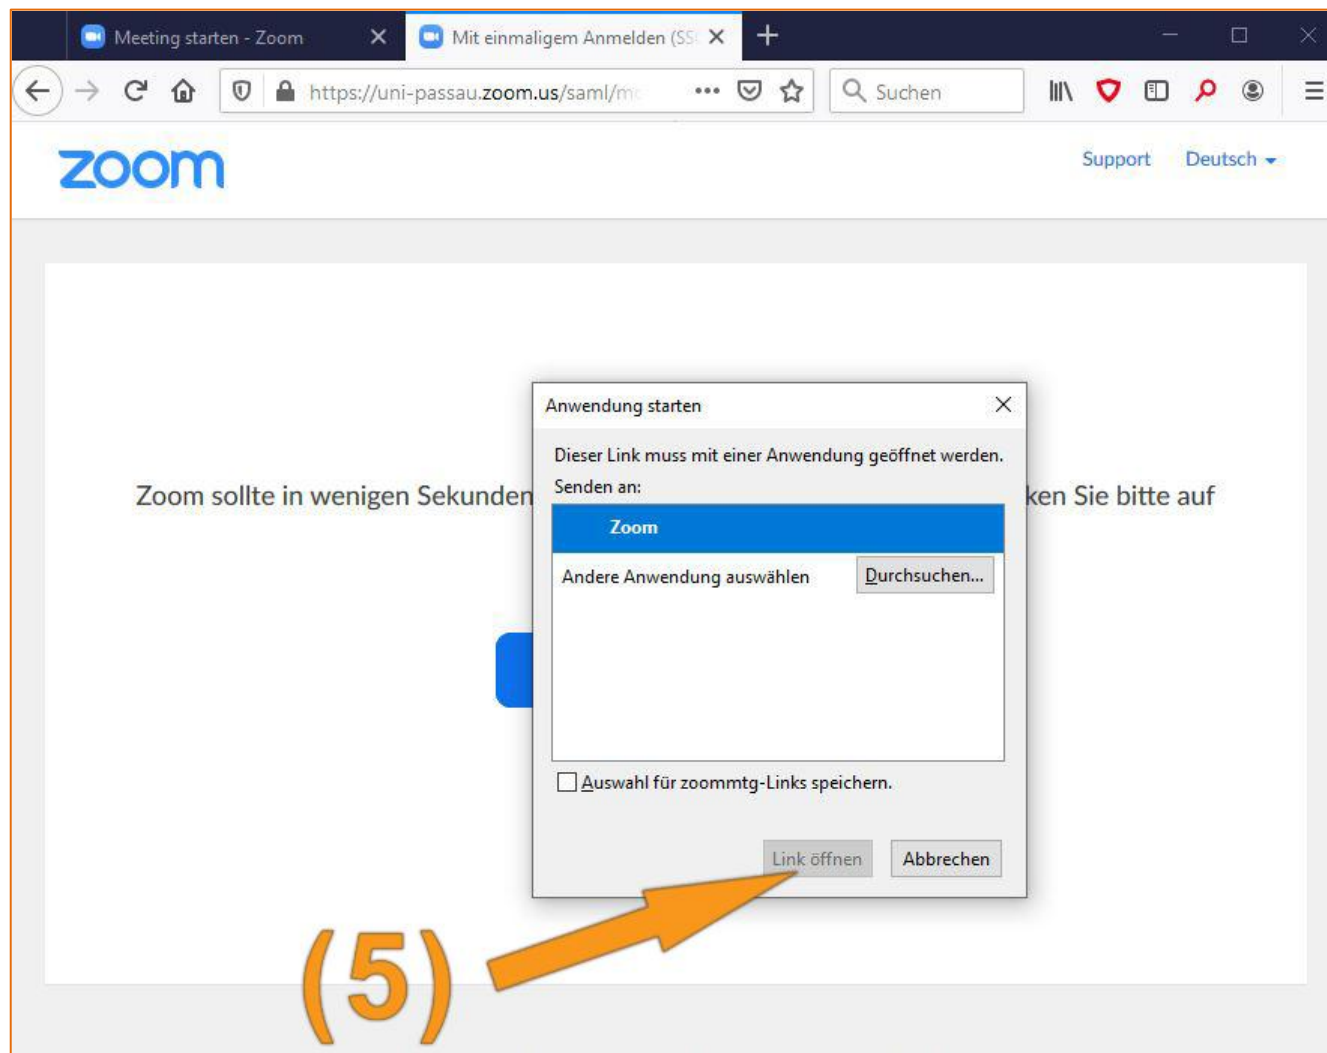 Meeting starten - Zoom
Mit einmaligem Anmelden (SS
https://uni-passau.zoom.us/saml/
Suchen
zoom
Support Deutsch
Anwendung starten
Dieser Link muss mit einer Anwendung geöffnet werden.
Senden an:
Zoom sollte in wenigen Sekunden
ken Sie bitte auf
Zoom
Andere Anwendung auswählen Durchsuchen...
Auswahl für zoommtg-Links speichern.
Link öffnen Abbrechen
(5)